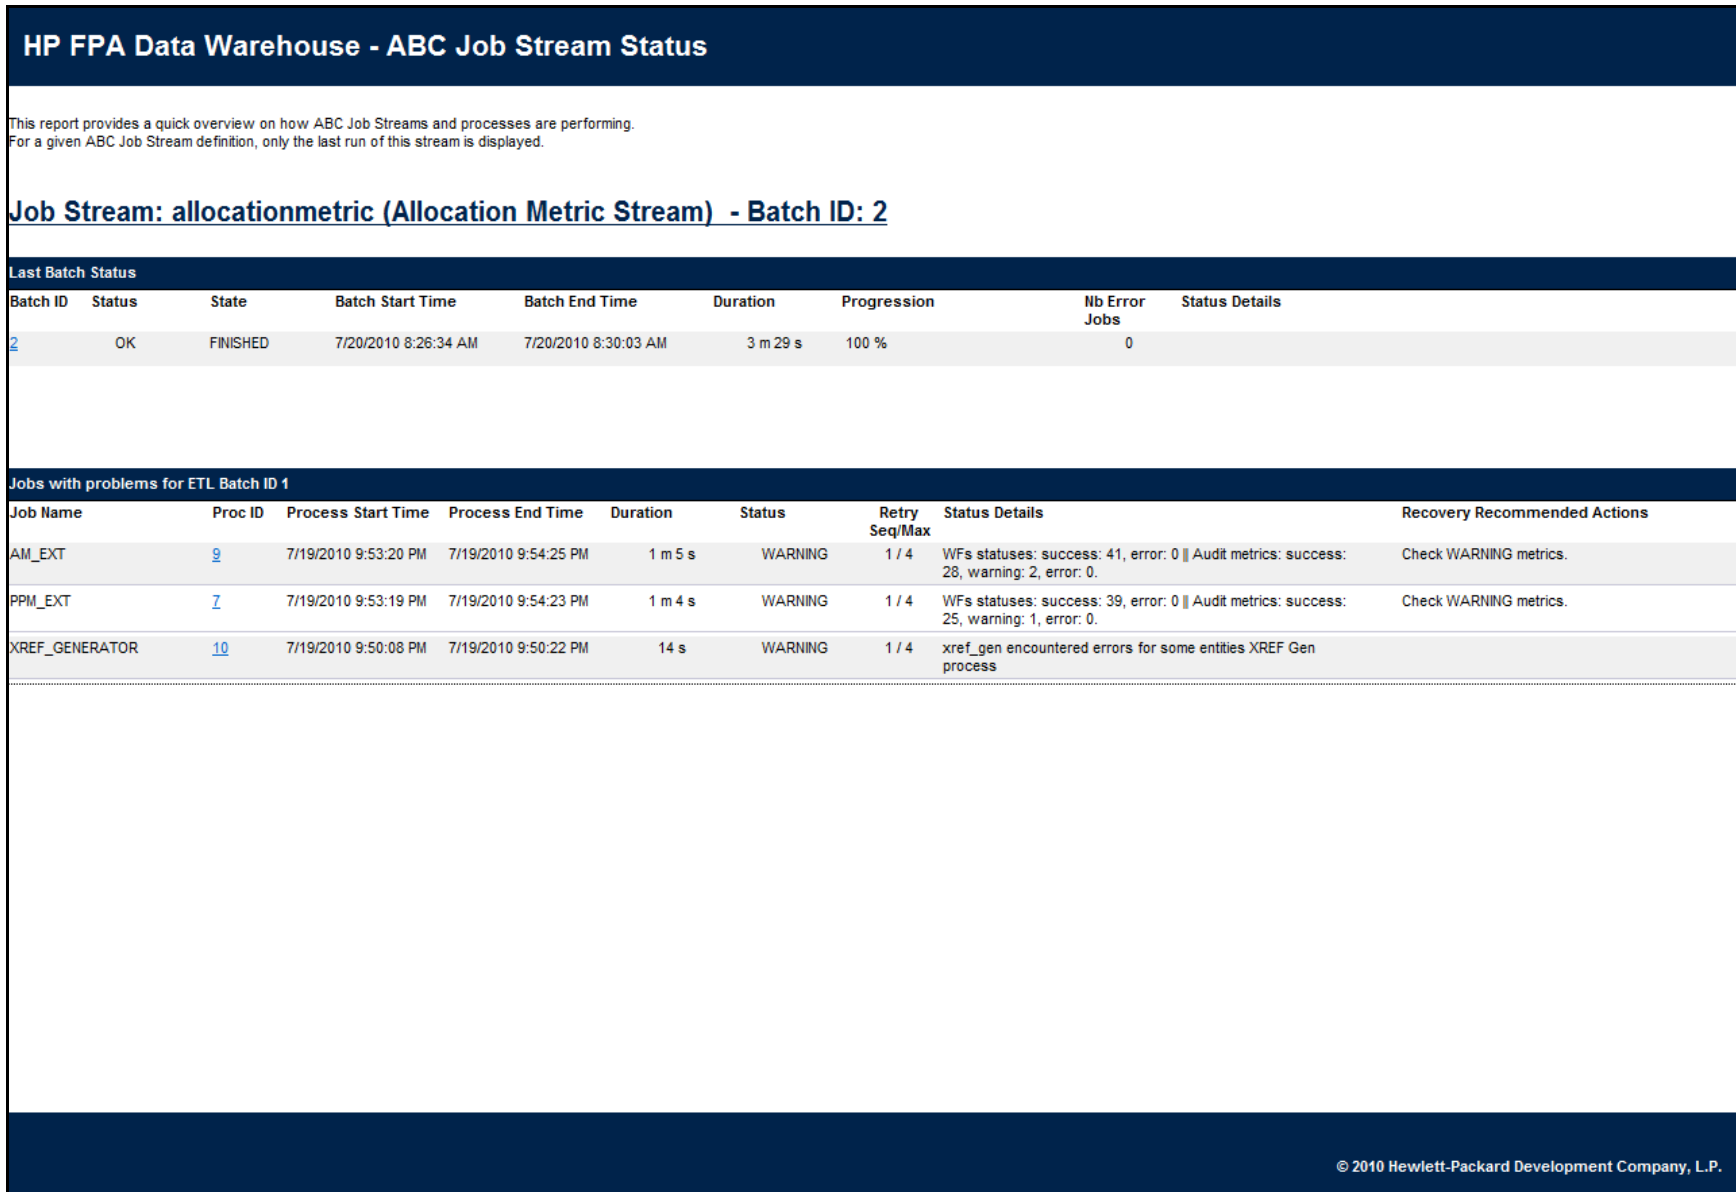 HP FPA Data Warehouse - ABC Job Stream Status
This report provides a quick overview on how ABC Job Streams and processes are performing.
For a given ABC Job Stream definition, only the last run of this stream is displayed.
Job Stream: allocationmetric (Allocation Metric Stream)  - Batch ID: 2
Last Batch Status
Batch ID Status State Batch Start Time Batch End Time Duration Progression Nb Error Jobs Status Details
2 OK FINISHED 7/20/2010 8:26:34 AM 7/20/2010 8:30:03 AM 3 m 29 s 100 % 0
Jobs with problems for ETL Batch ID 1
Job Name Proc ID Process Start Time Process End Time Duration Status Retry Seq/Max Status Details Recovery Recommended Actions
AM_EXT 9 7/19/2010 9:53:20 PM 7/19/2010 9:54:25 PM 1 m 5 s WARNING 1 / 4 WFs statuses: success: 41, error: 0 || Audit metrics: success: Check WARNING metrics.
28, warning: 2, error: 0.
PPM_EXT 7 7/19/2010 9:53:19 PM 7/19/2010 9:54:23 PM 1 m 4 s WARNING 1 / 4 WFs statuses: success: 39, error: 0 || Audit metrics: success: Check WARNING metrics.
25, warning: 1, error: 0.
XREF_GENERATOR 10 7/19/2010 9:50:08 PM 7/19/2010 9:50:22 PM 14 s WARNING 1 / 4 xref_gen encountered errors for some entities XREF Gen
process
© 2010 Hewlett-Packard Development Company, L.P.